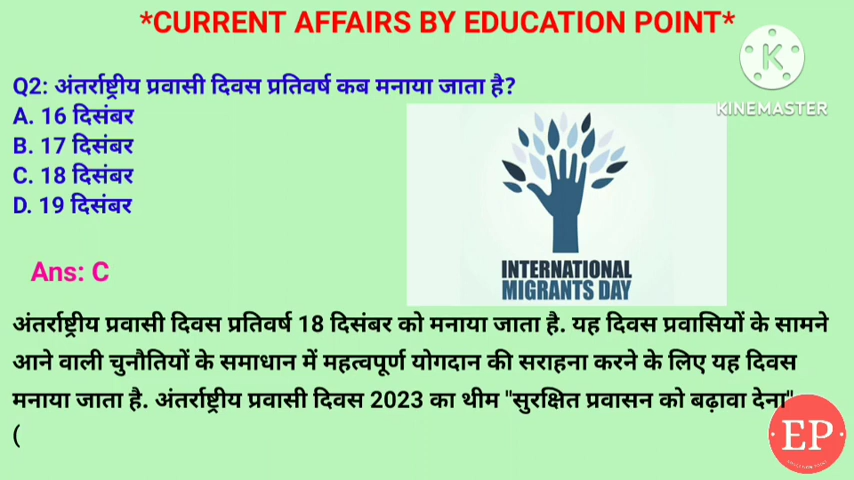 *CURRENT AFFAIRS BY EDUCATION POINT*
Q2: अंतर्राष्ट्रीय प्रवासी दिवस प्रतिवर्ष कब मनाया जाता है?
A. 16 दिसंबर
B. 17 दिसंबर
C. 18 दिसंबर
D. 19 दिसंबर
K
KINEMASTER
INTERNATIONAL
MIGRANTS DAY
Ans: C
अंतर्राष्ट्रीय प्रवासी दिवस प्रतिवर्ष 18 दिसंबर को मनाया जाता है. यह दिवस प्रवासियों के सामने
आने वाली चुनौतियों के समाधान में महत्वपूर्ण योगदान की सराहना करने के लिए यह दिवस
मनाया जाता है. अंतर्राष्ट्रीय प्रवासी दिवस 2023 का थीम "सुरक्षित प्रवासन को बढ़ावा देना"
(
EP